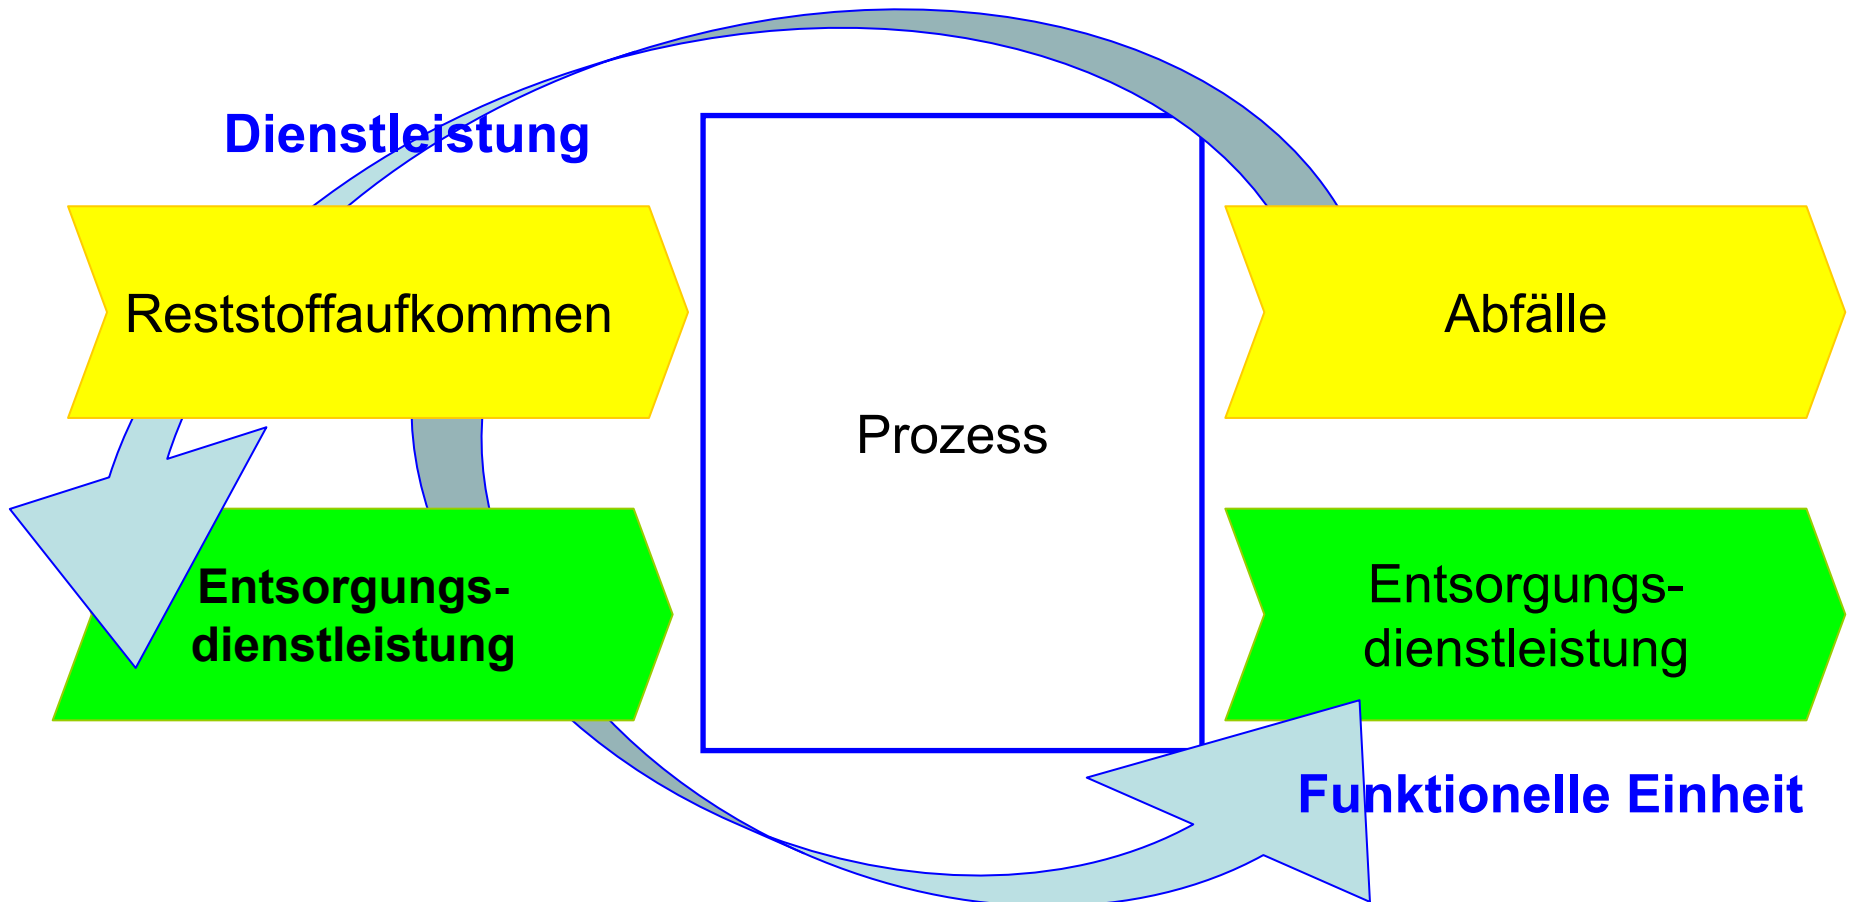 Dienstleistung
Reststoffaufkommen
Abfälle
Prozess
Entsorgungs-
dienstleistung
Entsorgungs-
dienstleistung
Funktionelle Einheit